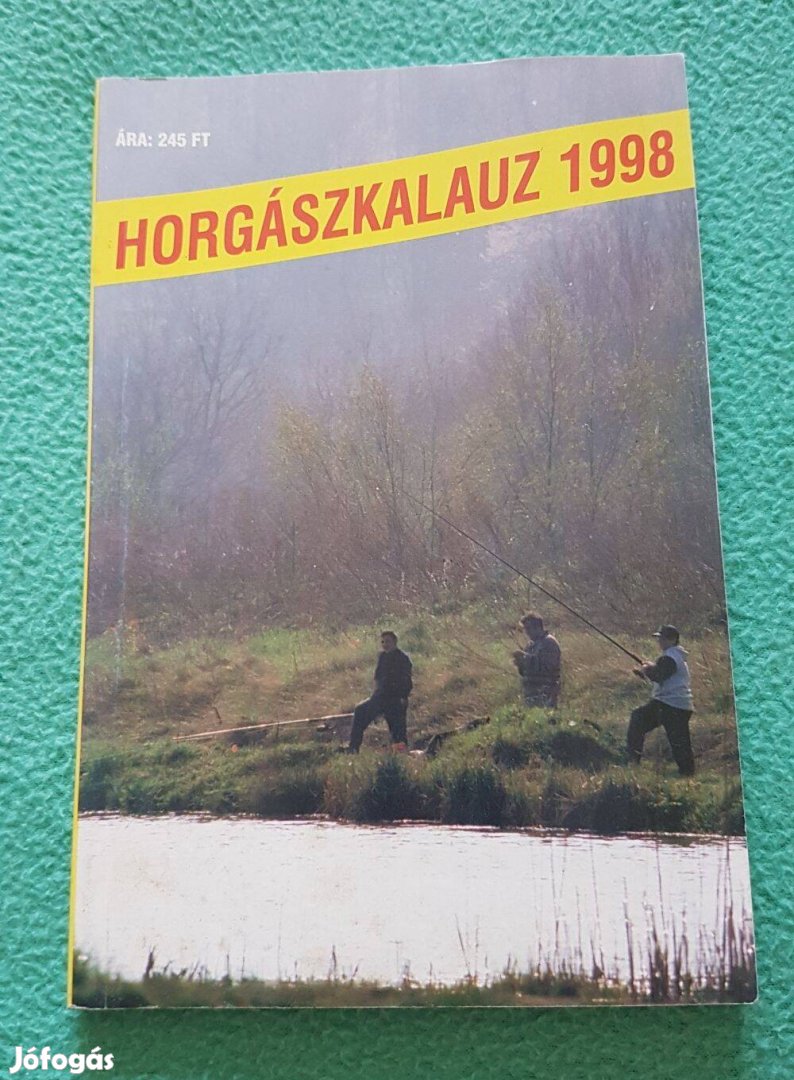 ÁRA: 245 FT
HORGÁSZKALAUZ 1998
Jófogás